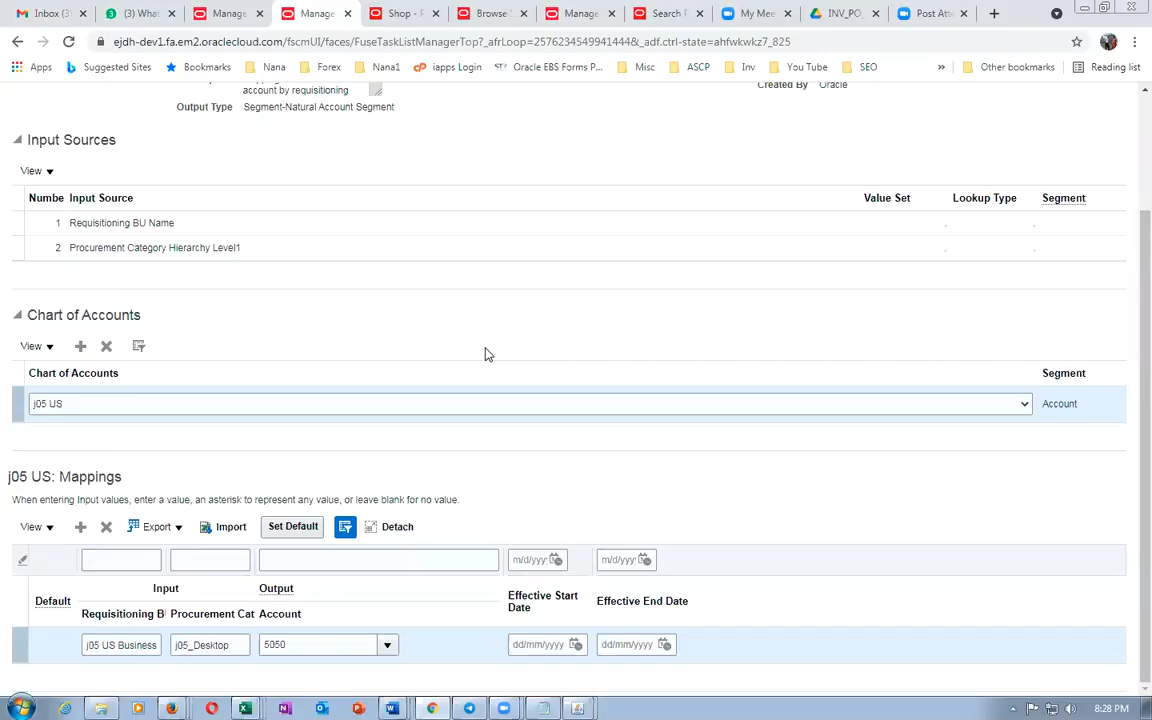 Inbox (3)
(3) What
Manage
Manage
Shop - P
Browse
Manage
Search P
My Mee
INV_PO_
Post Atte
ejdh-dev1.fa.em2.oraclecloud.com/fscmUI/faces/FuseTaskListManagerTop?_afrLoop=2576234549941444&_adf.ctrl-state=ahfwkwkz7_825
Apps
Suggested Sites
Bookmarks
Nana
Forex
Nana1
iapps Login
Oracle EBS Forms P...
Misc
ASCP
Inv
You Tube
SEO
»
Other bookmarks
Reading list
account by requisitioning
Created By Oracle
Output Type Segment-Natural Account Segment
Input Sources
View
Numbe Input Source Value Set Lookup Type Segment
1 Requisitioning BU Name
2 Procurement Category Hierarchy Level1
Chart of Accounts
View
Chart of Accounts Segment
j05 US Account
j05 US: Mappings
When entering Input values, enter a value, an asterisk to represent any value, or leave blank for no value.
View Export Import Set Default Detach
m/d/yyy m/d/yyy
Input Output
Default
Effective Start Date
Effective End Date
Requisitioning B Procurement Cat Account
j05 US Business j05_Desktop 5050 dd/mm/yyyy dd/mm/yyyy
8:28 PM